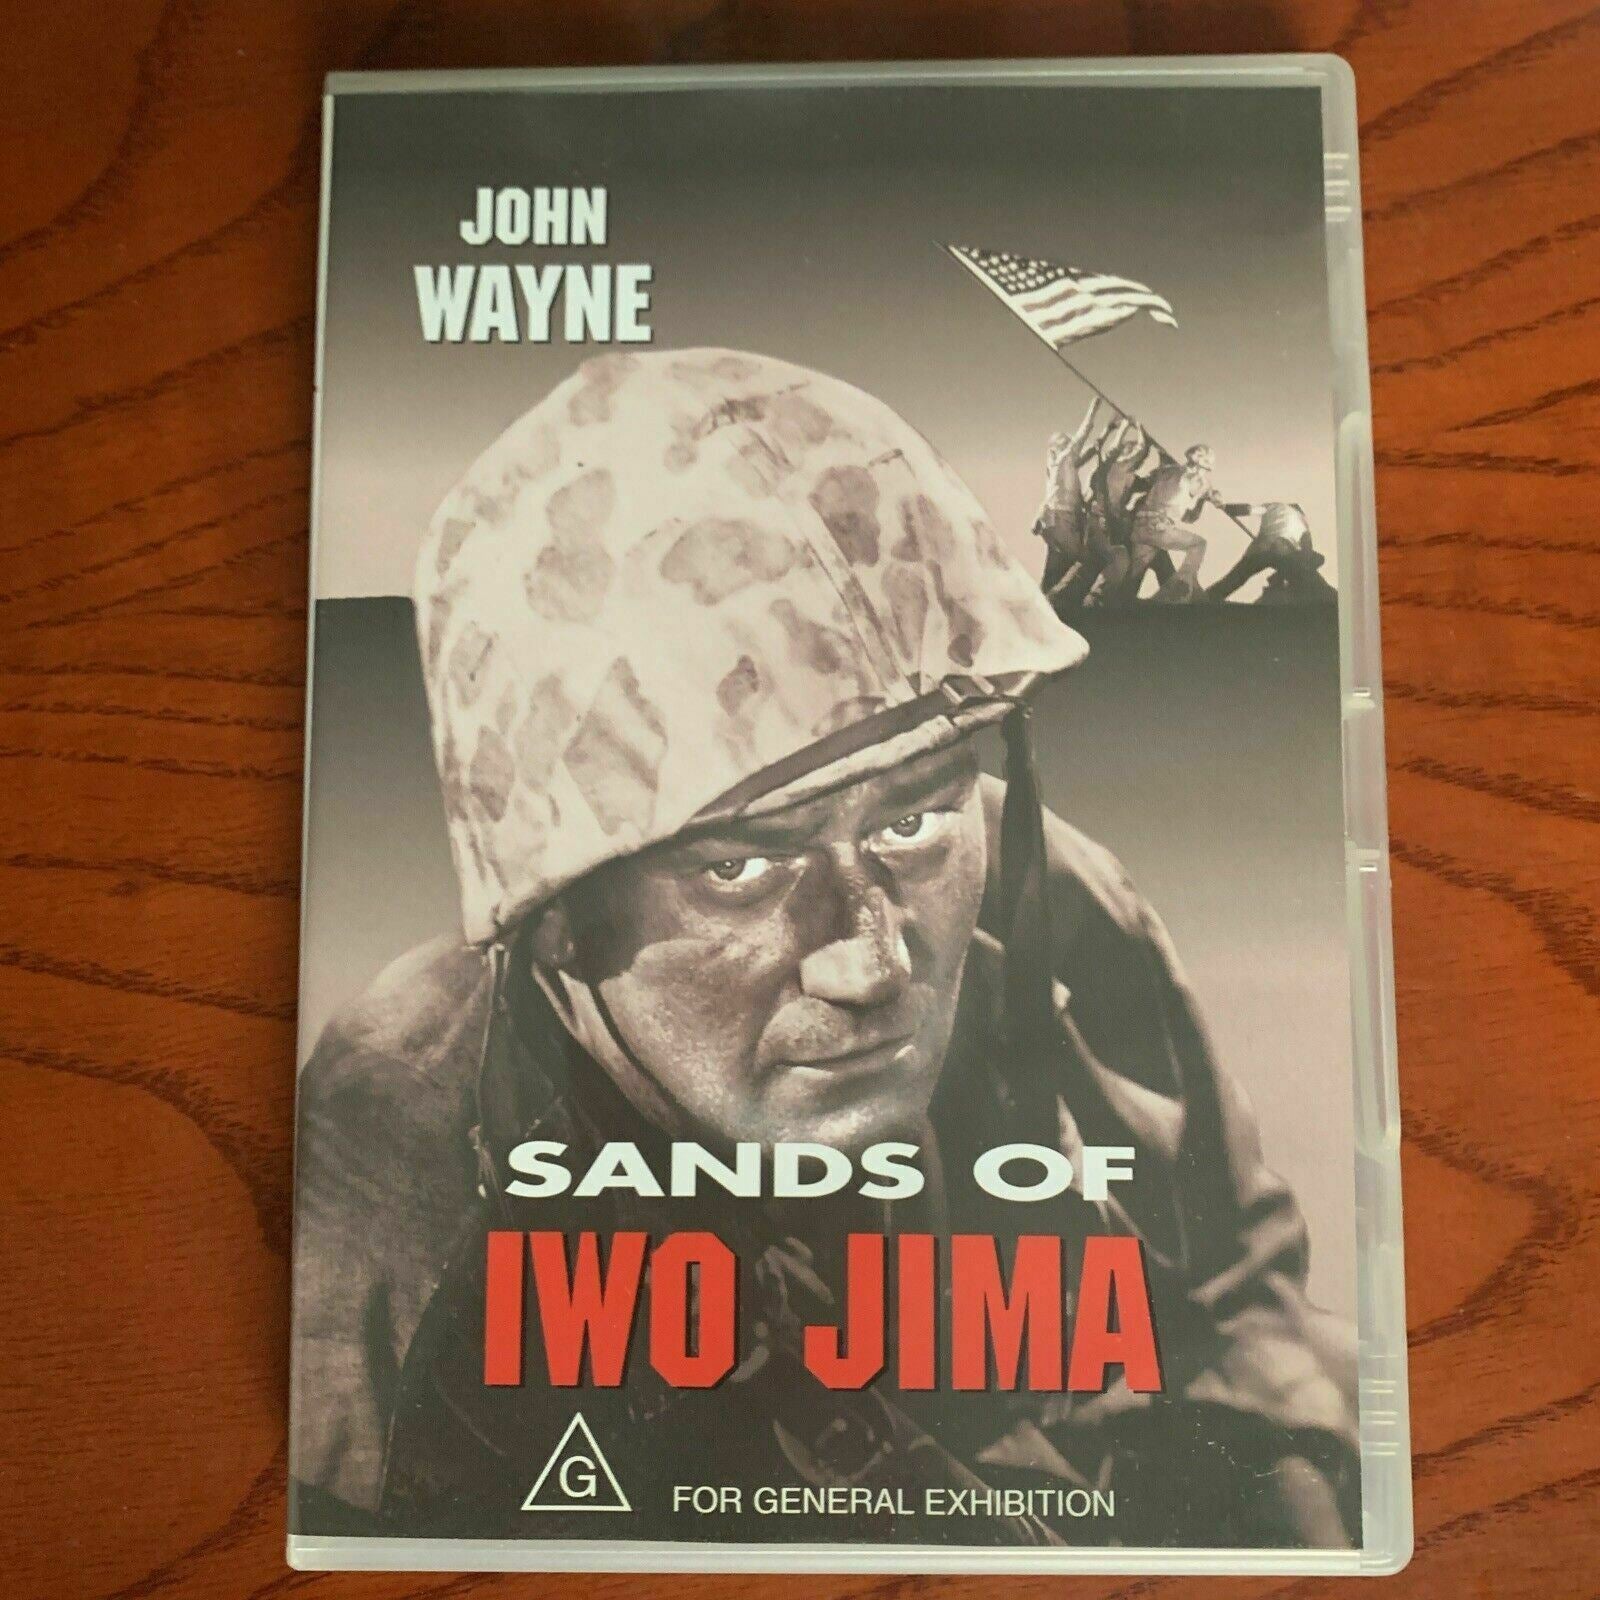 JOHN
WAYNE
SANDS OF
IWO JIMA
G FOR GENERAL EXHIBITION